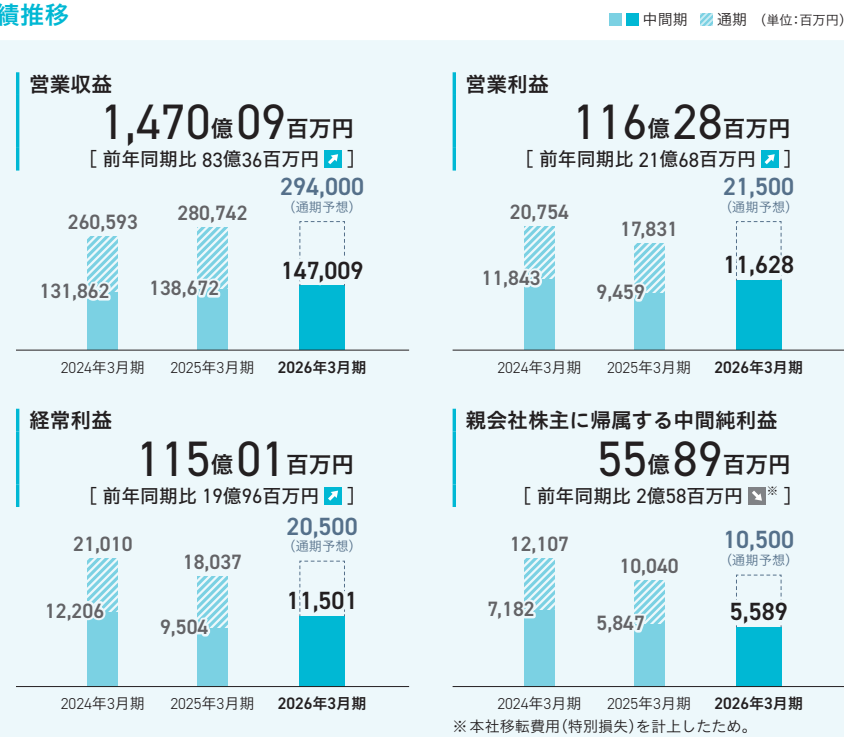 績推移
中間期 通期 (単位:百万円)
営業収益
1,470億09百万円
[ 前年同期比 83億36百万円 ]
294,000
(通期予想)
260,593
280,742
147,009
131,862
138,672
2024年3月期 2025年3月期 2026年3月期
営業利益
116億28百万円
[ 前年同期比 21億68百万円 ]
21,500
(通期予想)
20,754
17,831
11,628
11,843
9,459
2024年3月期 2025年3月期 2026年3月期
経常利益
115億01百万円
[ 前年同期比 19億96百万円 ]
20,500
(通期予想)
21,010
18,037
11,501
12,206
9,504
2024年3月期 2025年3月期 2026年3月期
親会社株主に帰属する中間純利益
55億89百万円
[ 前年同期比 2億58百万円 ※ ]
10,500
(通期予想)
12,107
10,040
5,589
7,182
5,847
2024年3月期 2025年3月期 2026年3月期
※本社移転費用(特別損失)を計上したため。